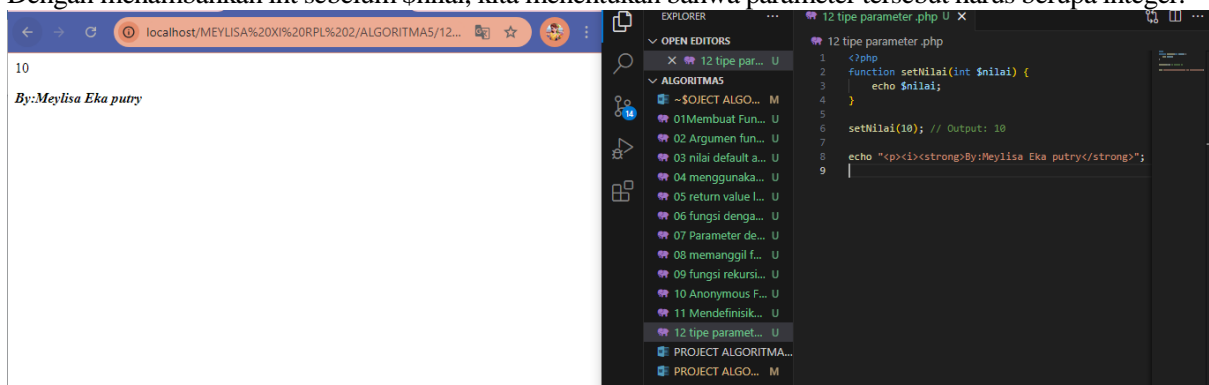 Dengan menambahkan int sebelum $nilai, kita menentukan bahwa parameter tersebut harus berupa integer.
localhost/MEYLISA%20XI%20RPL%202/ALGORITMA5/12...
10
By:Meylisa Eka putry
EXPLORER ...
OPEN EDITORS
12 tipe par... U
ALGORITMA5
~$OJECT ALGO... M
01Membuat Fun... U
02 Argumen fun... U
03 nilai default a... U
04 menggunaka... U
05 return value l... U
06 fungsi denga... U
07 Parameter de... U
08 memanggil f... U
09 fungsi rekursi... U
10 Anonymous F... U
11 Mendefinisik... U
12 tipe paramet... U
PROJECT ALGORITMA...
PROJECT ALGO... M
14
12 tipe parameter .php U
12 tipe parameter .php
1 <?php
2 function setNilai(int $nilai) {
3 echo $nilai;
4 }
5
6 setNilai(10); // Output: 10
7
8 echo "<p><i><strong>By:Meylisa Eka putry</strong>";
9